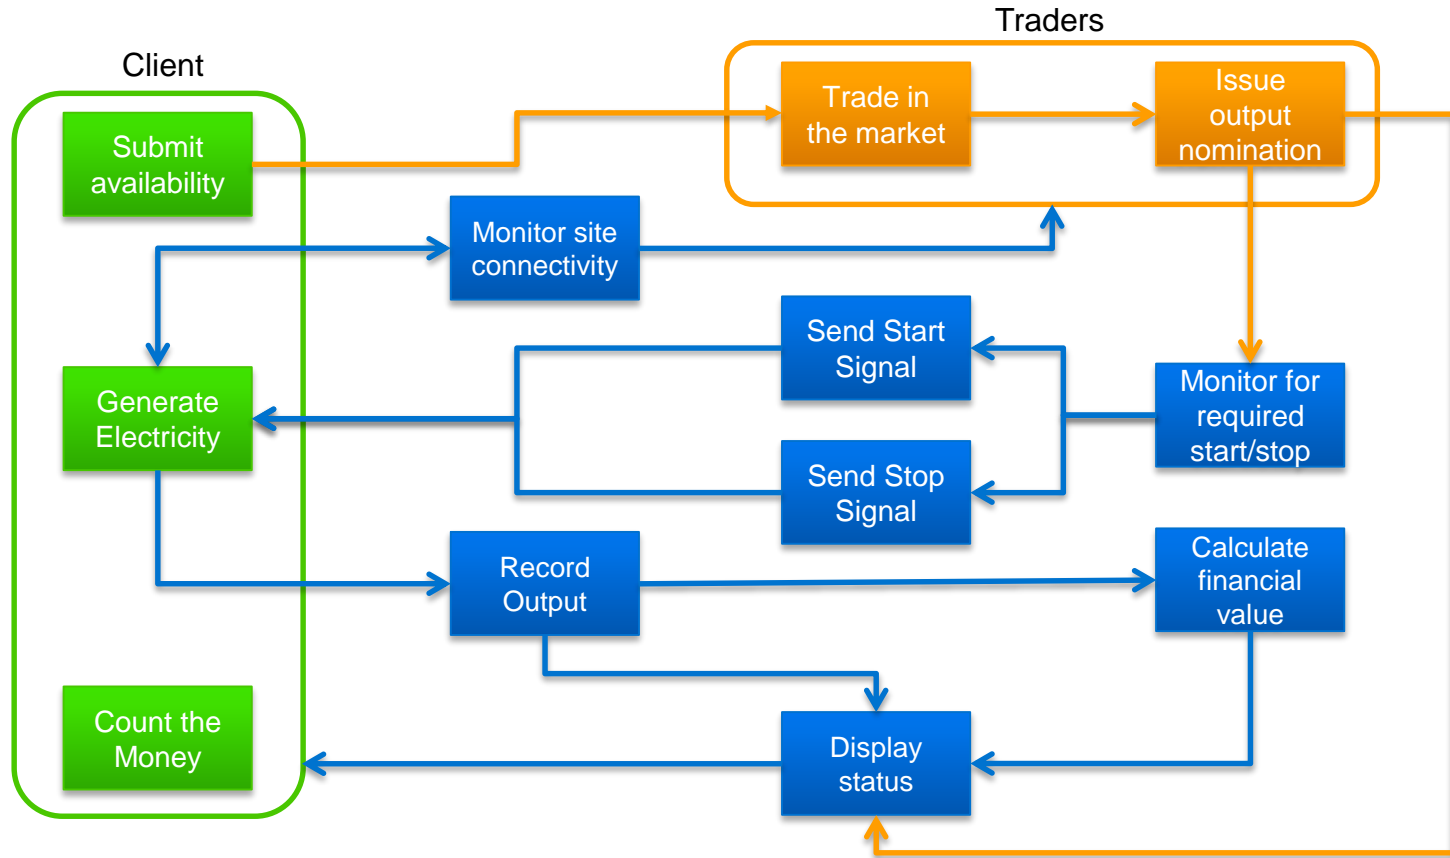 Traders
Client
Trade in
the market
Issue
output
nomination
Submit
availability
Monitor site
connectivity
Send Start
Signal
Monitor for
required
start/stop
Generate
Electricity
Send Stop
Signal
Record
Output
Calculate
financial
value
Count the
Money
Display
status